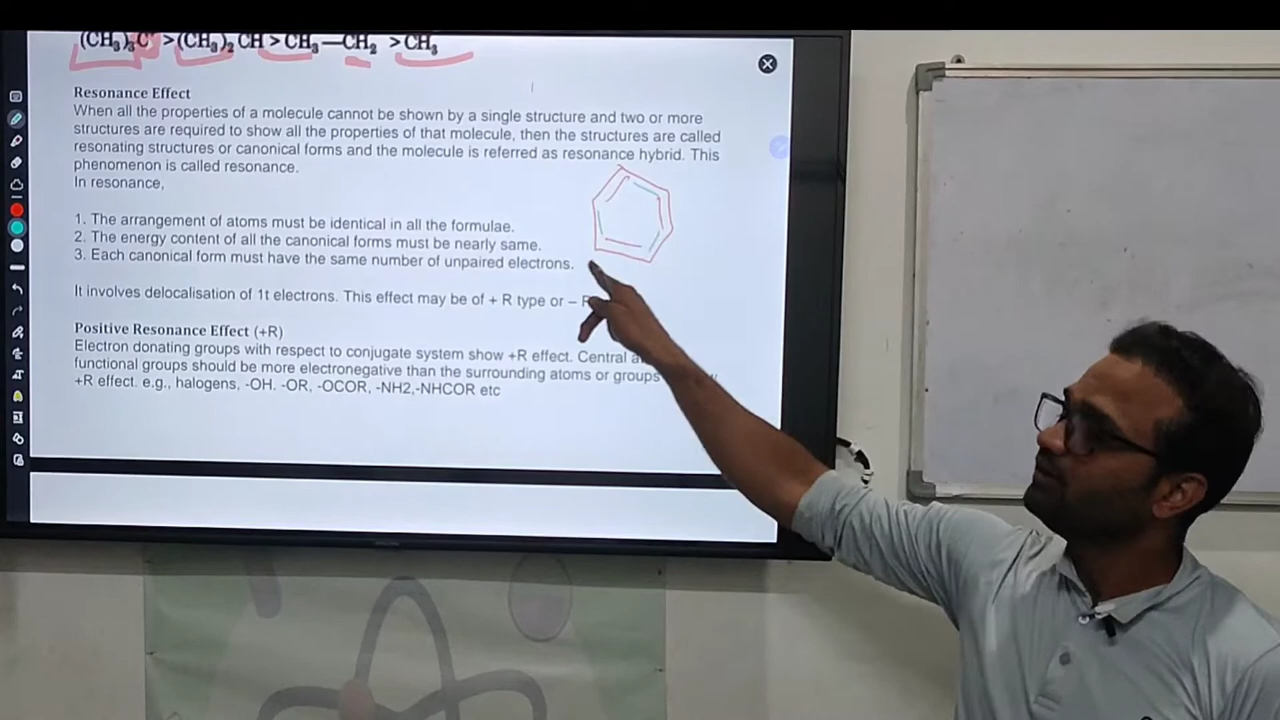 (CH₃)₃C > (CH₃)₂ CH > CH₃ — CH₂ > CH₃
Resonance Effect
When all the properties of a molecule cannot be shown by a single structure and two or more
structures are required to show all the properties of that molecule, then the structures are called
resonating structures or canonical forms and the molecule is referred as resonance hybrid. This
phenomenon is called resonance.
In resonance,
1. The arrangement of atoms must be identical in all the formulae.
2. The energy content of all the canonical forms must be nearly same.
3. Each canonical form must have the same number of unpaired electrons.
It involves delocalisation of 1t electrons. This effect may be of + R type or – R
Positive Resonance Effect (+R)
Electron donating groups with respect to conjugate system show +R effect. Central
functional groups should be more electronegative than the surrounding atoms or groups
+R effect. e.g., halogens, -OH. -OR, -OCOR, -NH2,-NHCOR etc